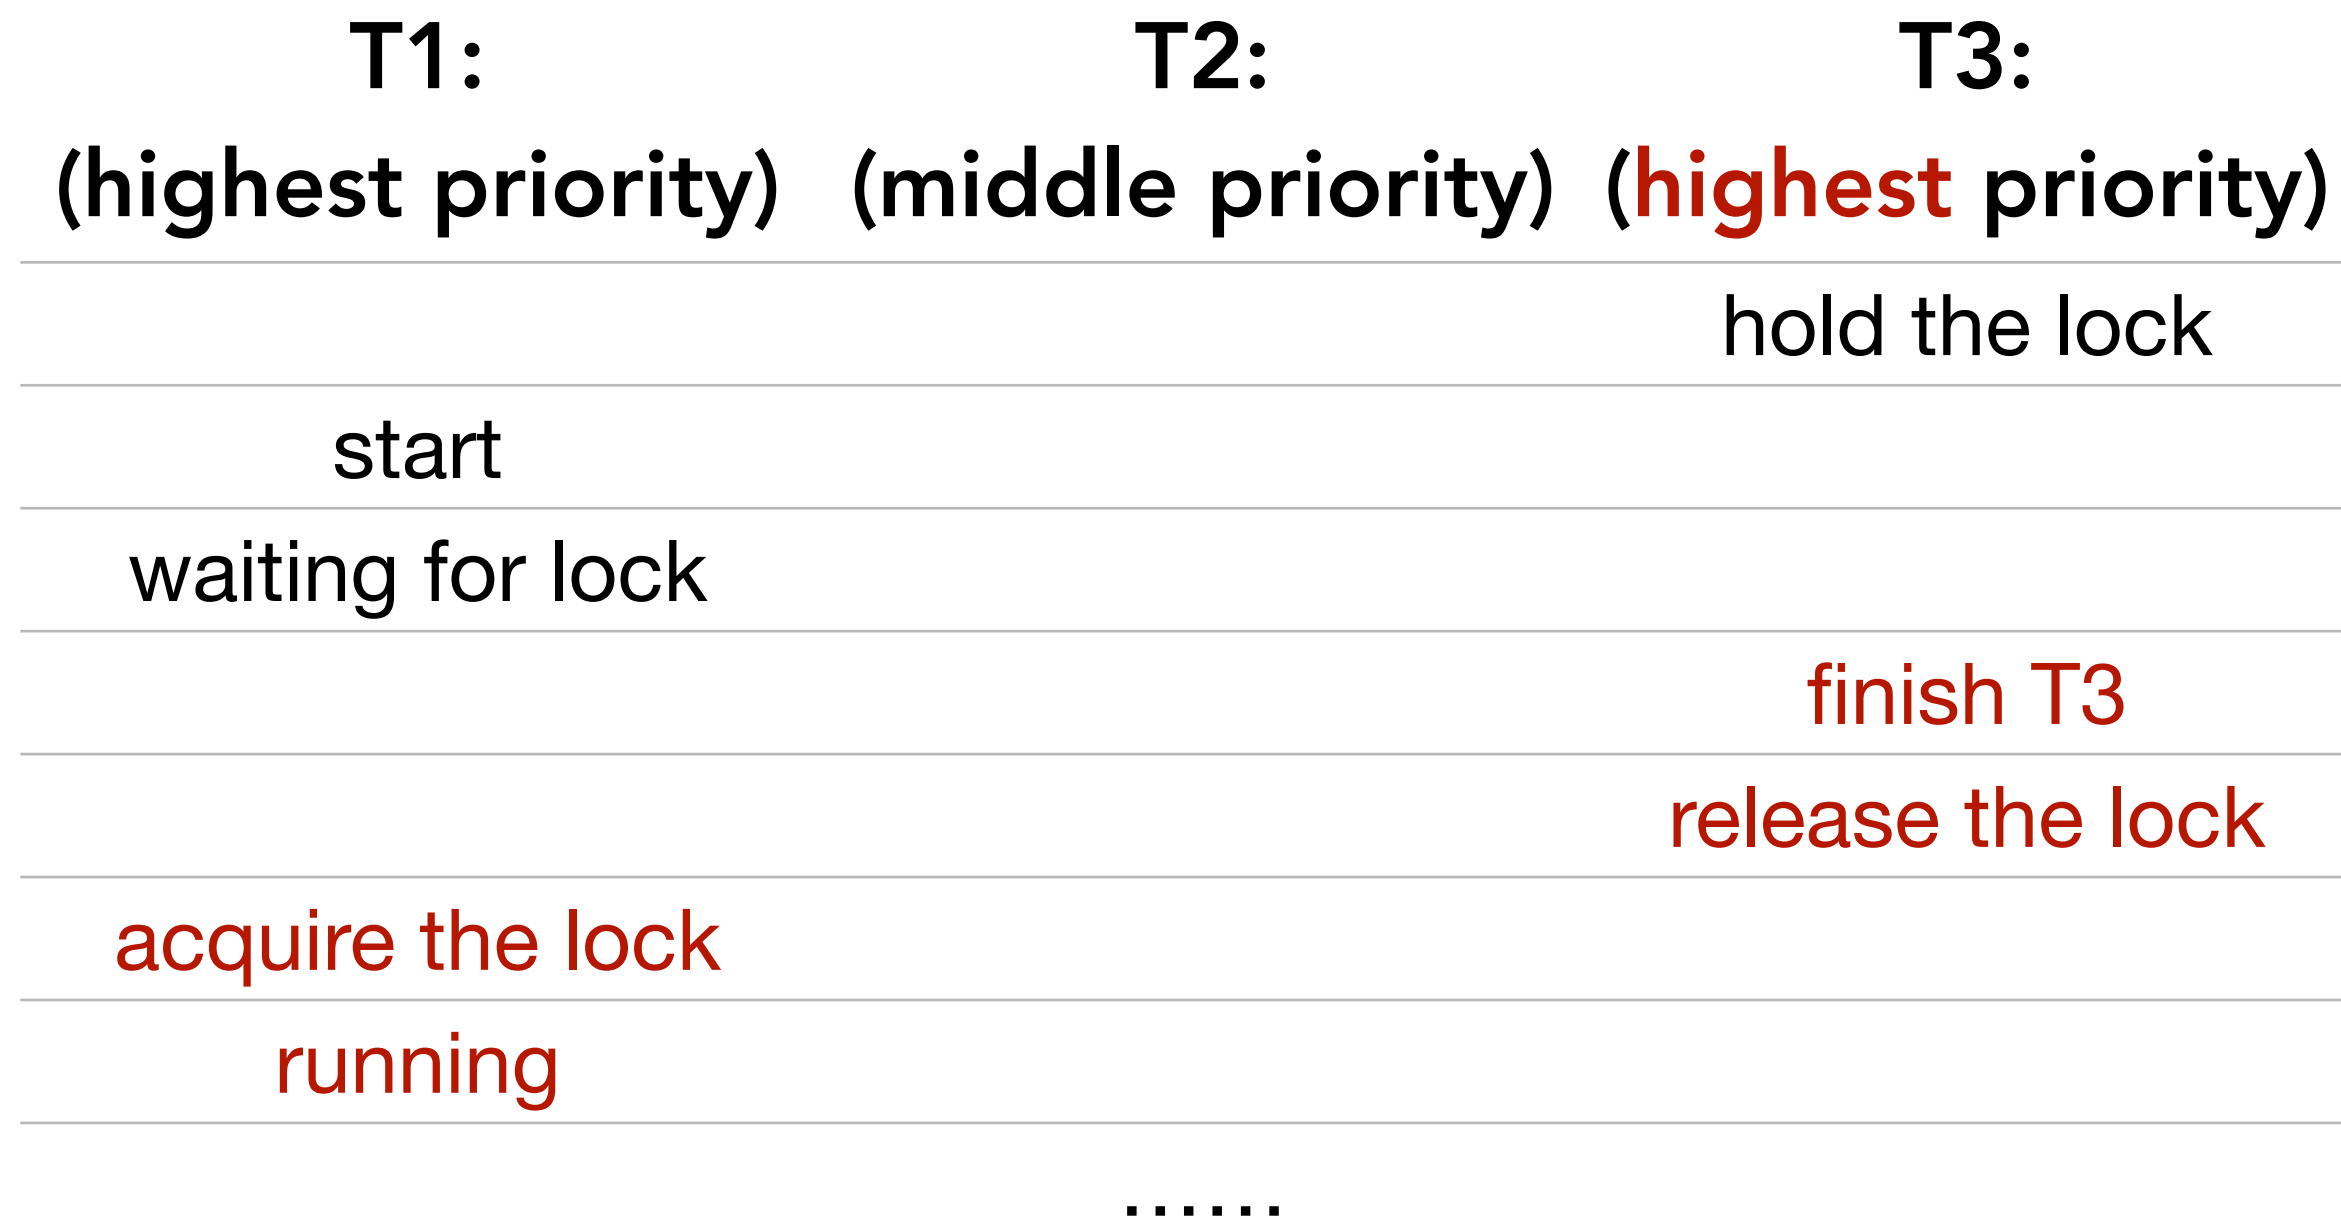 T1: T2: T3:
(highest priority) (middle priority) (highest priority)
hold the lock
start
waiting for lock
finish T3
release the lock
acquire the lock
running
......